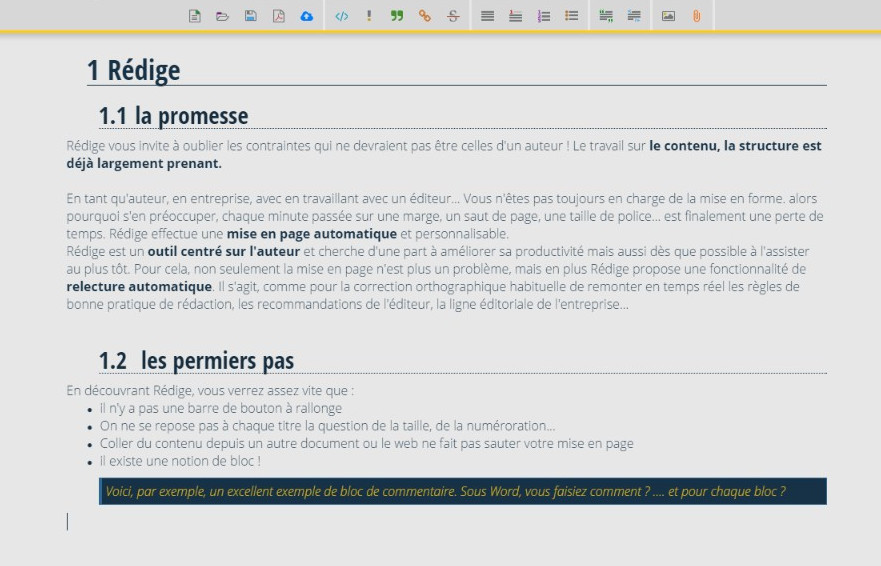 1 Rédige
1.1 la promesse
Rédige vous invite à oublier les contraintes qui ne devraient pas être celles d'un auteur ! Le travail sur le contenu, la structure est
déjà largement prenant.
En tant qu'auteur, en entreprise, avec en travaillant avec un éditeur... Vous n'êtes pas toujours en charge de la mise en forme. alors
pourquoi s'en préoccuper, chaque minute passée sur une marge, un saut de page, une taille de police... est finalement une perte de
temps. Rédige effectue une mise en page automatique et personnalisable.
Rédige est un outil centré sur l'auteur et cherche d'une part à améliorer sa productivité mais aussi dès que possible à l'assister
au plus tôt. Pour cela, non seulement la mise en page n'est plus un problème, mais en plus Rédige propose une fonctionnalité de
relecture automatique. Il s'agit, comme pour la correction orthographique habituelle de remonter en temps réel les règles de
bonne pratique de rédaction, les recommandations de l'éditeur, la ligne éditoriale de l'entreprise...
1.2 les permiers pas
En découvrant Rédige, vous verrez assez vite que :
• il n'y a pas une barre de bouton à rallonge
• On ne se repose pas à chaque titre la question de la taille, de la numéroration...
• Coller du contenu depuis un autre document ou le web ne fait pas sauter votre mise en page
• Il existe une notion de bloc !
Voici, par exemple, un excellent exemple de bloc de commentaire. Sous Word, vous faisiez comment ? .... et pour chaque bloc ?